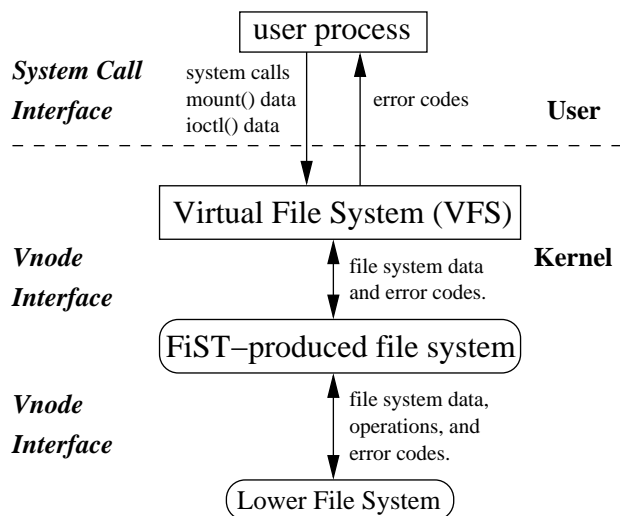 user process
System Call
Interface
system calls
mount() data
ioctl() data
error codes
User
Virtual File System (VFS)
Vnode
Interface
file system data
and error codes.
Kernel
FiST−produced file system
Vnode
Interface
file system data,
operations, and
error codes.
Lower File System